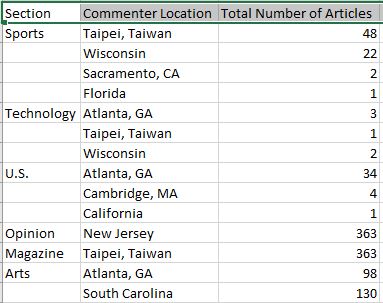 Section Commenter Location Total Number of Articles
Sports Taipei, Taiwan 48
Wisconsin 22
Sacramento, CA 2
Florida 1
Technology Atlanta, GA 3
Taipei, Taiwan 1
Wisconsin 2
U.S. Atlanta, GA 34
Cambridge, MA 4
California 1
Opinion New Jersey 363
Magazine Taipei, Taiwan 363
Arts Atlanta, GA 98
South Carolina 130